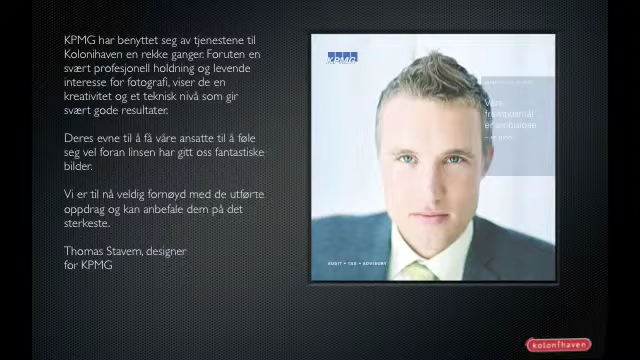 KPMG har benyttet seg av tjenestene til
Kolonihaven en rekke ganger. Foruten en
svært profesjonell holdning og levende
interesse for fotografi, viser de en
kreativitet og et teknisk nivå som gir
svært gode resultater.
Deres evne til å få våre ansatte til å føle
seg vel foran linsen har gitt oss fantastiske
bilder.
Vi er til nå veldig fornøyd med de utførte
oppdrag og kan anbefale dem på det
sterkeste.
Thomas Stavem, designer
for KPMG
KPMG
Våre
AUDIT • TAX • ADVISORY
kolonihaven